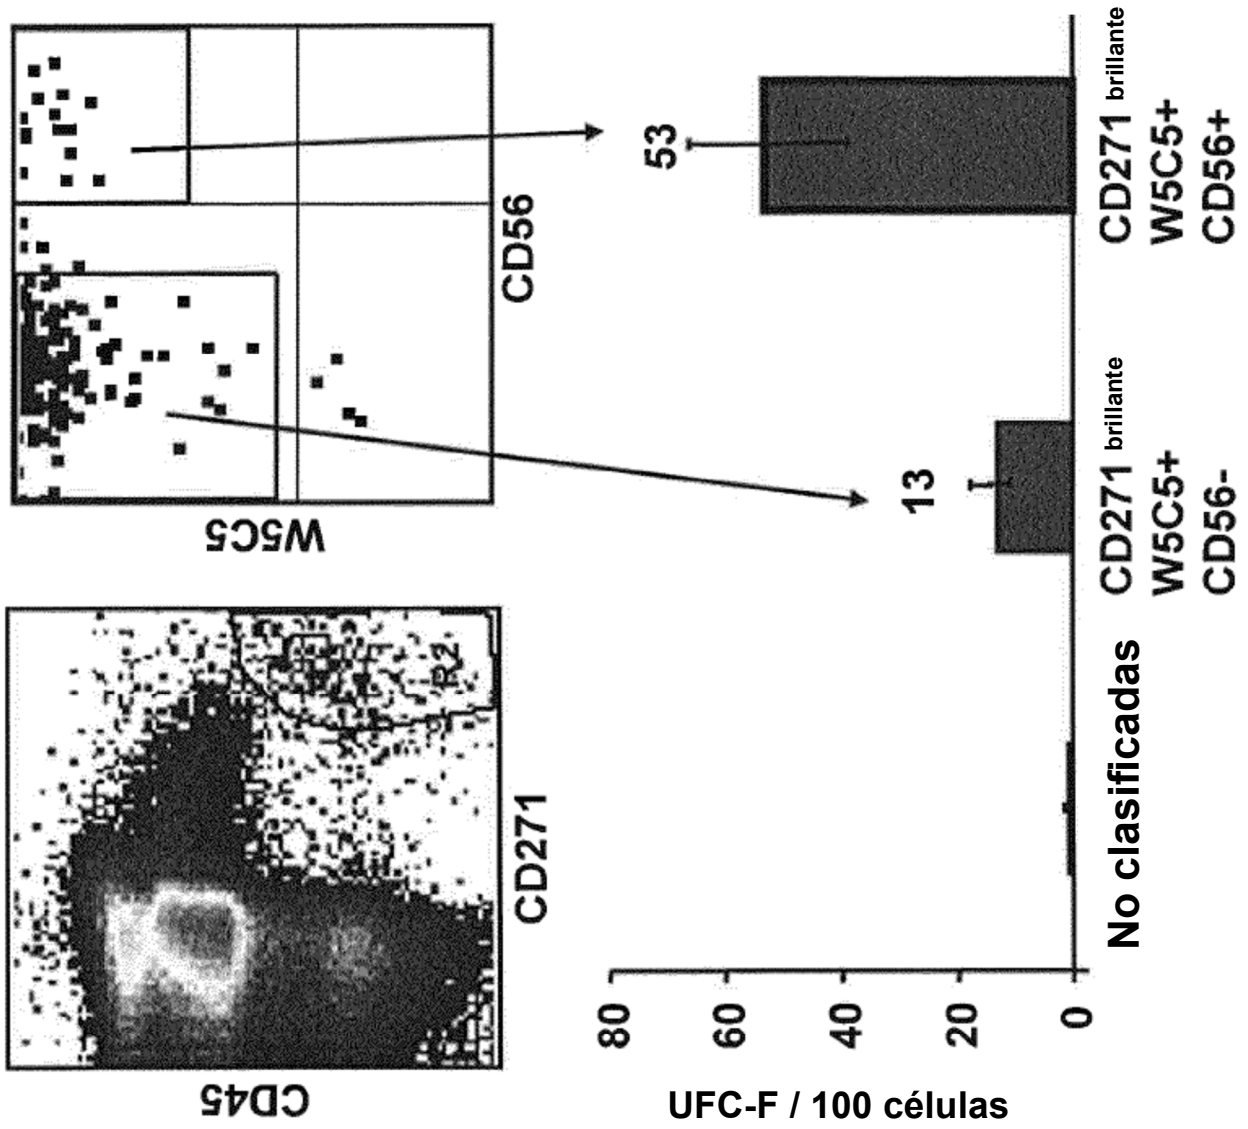 CD45
CD271
R2
W5C5
CD56
UFC-F / 100 células
80
60
40
20
0
13
53
No clasificadas
CD271 brillante
W5C5+
CD56-
CD271 brillante
W5C5+
CD56+